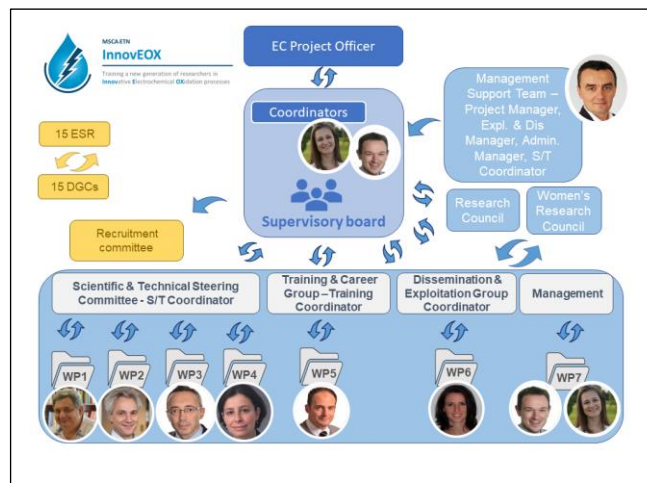 MSCA-ETN
InnovEOX
Training a new generation of researchers in
Innovative Electrochemical OXidation processes
EC Project Officer
Coordinators
Supervisory board
Management
Support Team –
Project Manager,
Expl. & Dis
Manager, Admin.
Manager, S/T
Coordinator
15 ESR
15 DGCs
Recruitment
committee
Research
Council
Women's
Research
Council
Scientific & Technical Steering
Committee - S/T Coordinator
Training & Career
Group – Training
Coordinator
Dissemination &
Exploitation Group
Coordinator
Management
WP1
WP2
WP3
WP4
WP5
WP6
WP7